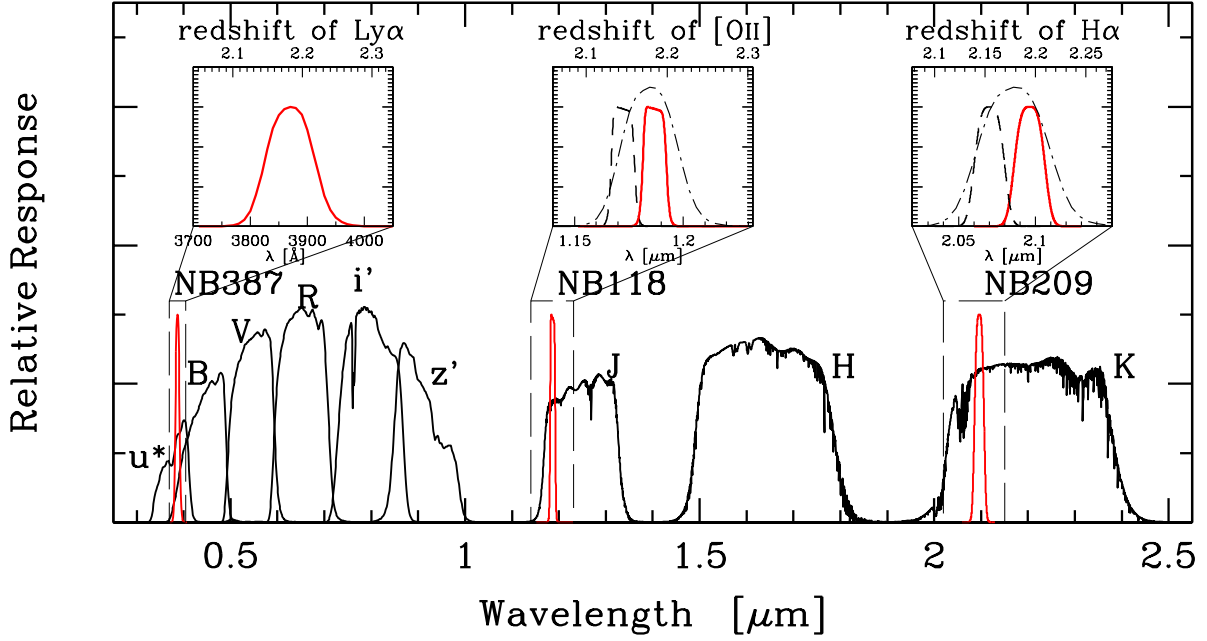 redshift of Lyα
2.1 2.2 2.3
redshift of [OII]
2.1 2.2 2.3
redshift of Hα
2.1 2.15 2.2 2.25
3700 3800 3900 4000
λ [Å]
1.15 1.2
λ [μm]
2.05 2.1
λ [μm]
NB387
NB118
NB209
u*
B
V
R
i'
z'
J
H
K
0.5 1 1.5 2 2.5
Wavelength [μm]
Relative Response